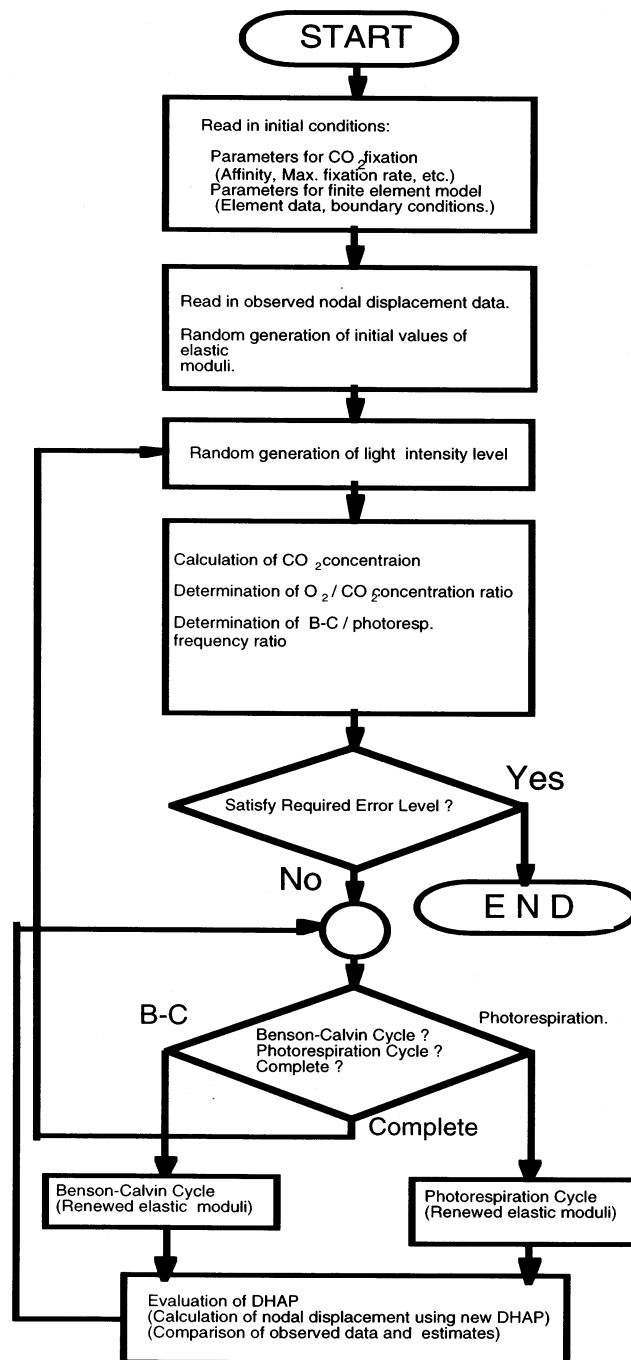 START
Read in initial conditions:
Parameters for CO2 fixation
(Affinity, Max. fixation rate, etc.)
Parameters for finite element model
(Element data, boundary conditions.)
Read in observed nodal displacement data.
Random generation of initial values of
elastic
moduli.
Random generation of light intensity level
Calculation of CO 2 concentraion
Determination of O 2 / CO 2 concentration ratio
Determination of B-C / photoresp.
frequency ratio
Satisfy Required Error Level ?
Yes
No
E N D
B-C
Photorespiration.
Benson-Calvin Cycle ?
Photorespiration Cycle ?
Complete ?
Complete
Benson-Calvin Cycle
(Renewed elastic moduli)
Photorespiration Cycle
(Renewed elastic moduli)
Evaluation of DHAP
(Calculation of nodal displacement using new DHAP)
(Comparison of observed data and estimates)